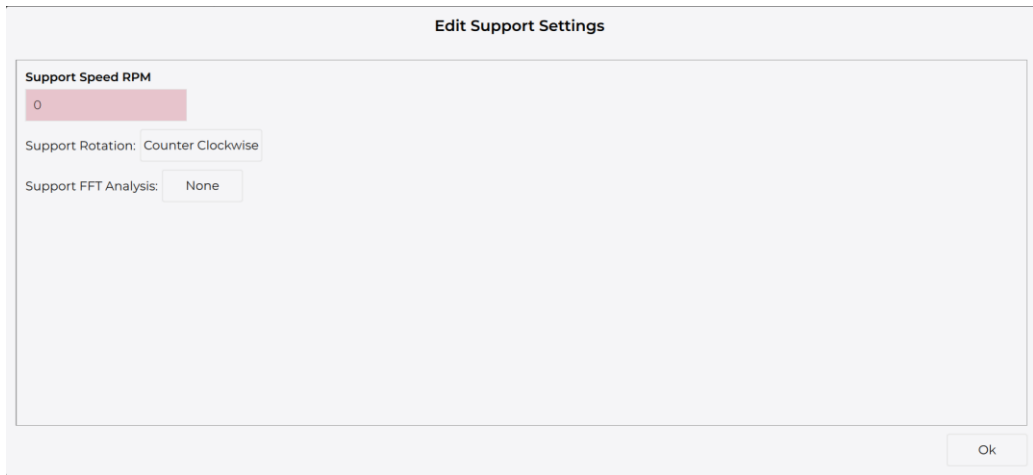 Edit Support Settings
Support Speed RPM
0
Support Rotation: Counter Clockwise
Support FFT Analysis: None
Ok